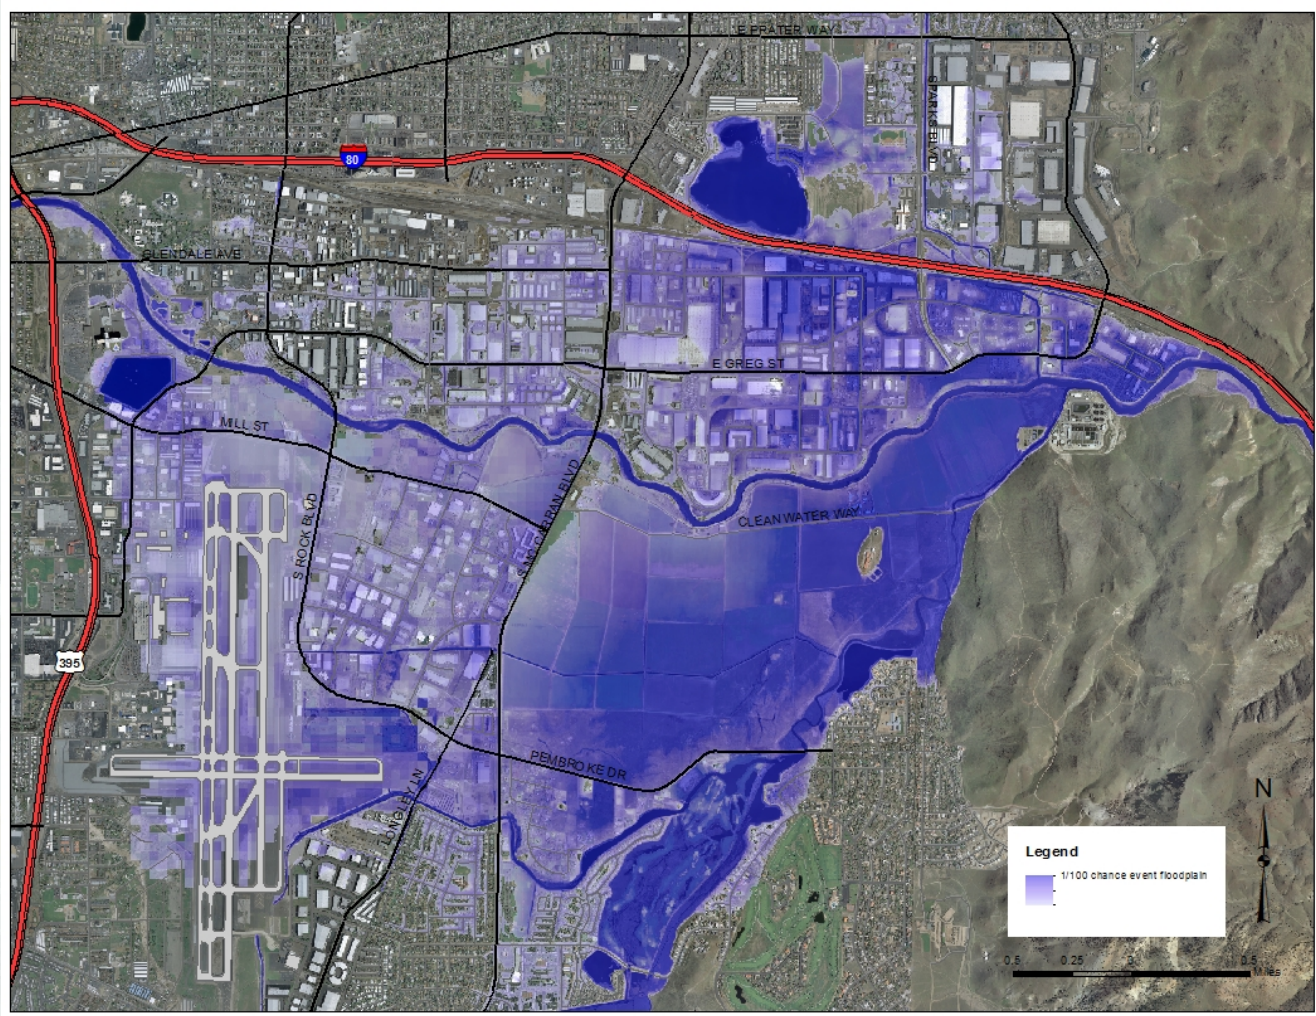 E PRATER WAY
SPARKS BLVD
80
GLENDALE AVE
E GREG ST
MILL ST
S ROCK BLVD
S MCCARRAN BLVD
CLEAN WATER WAY
395
PEMBROKE DR
LONGLEY LN
N
Legend
1/100 chance event floodplain
0.5 0.25 0 0.5
Miles